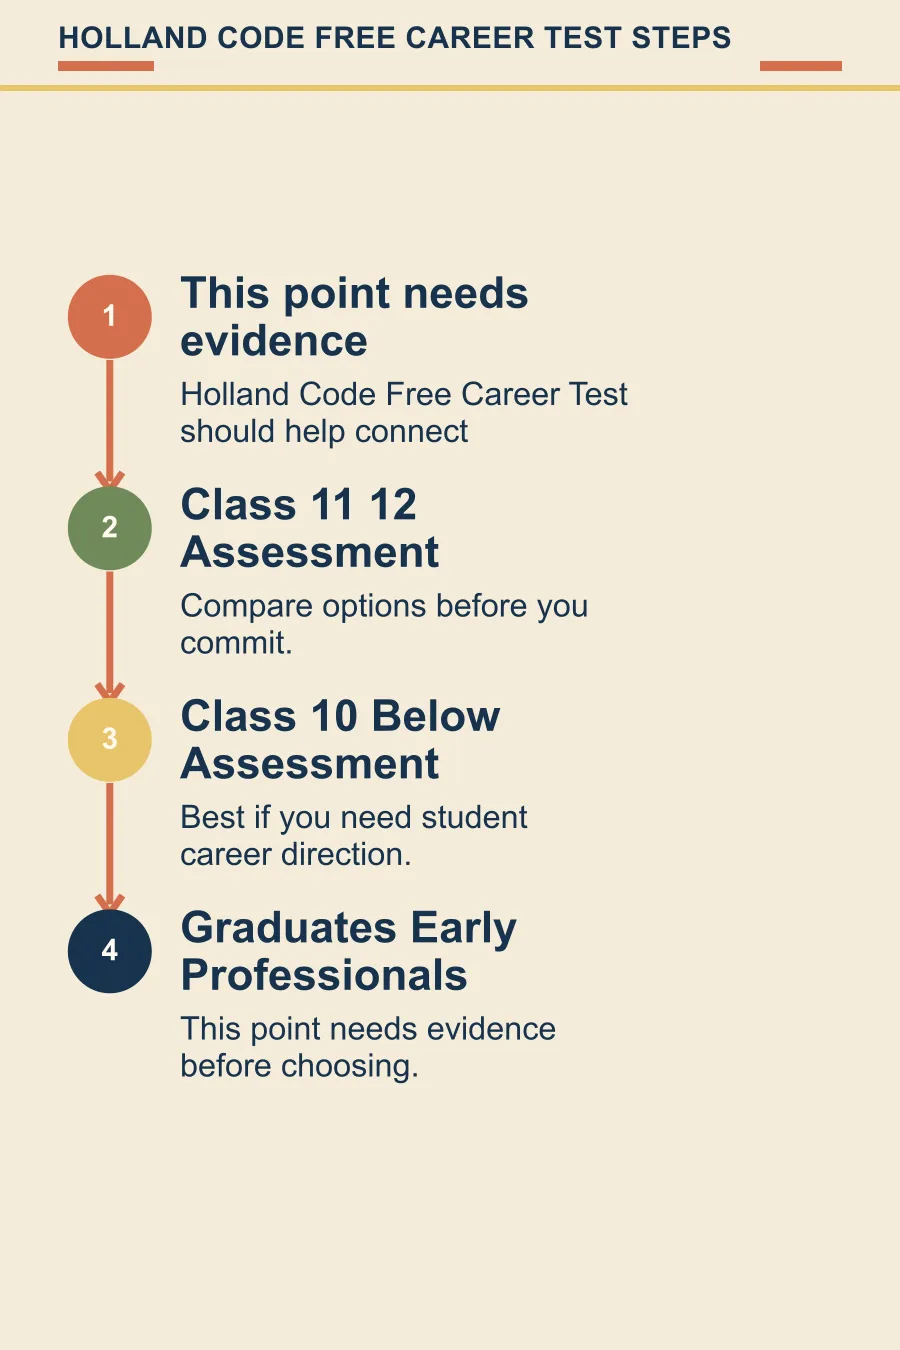 HOLLAND CODE FREE CAREER TEST STEPS
1
This point needs
evidence
Holland Code Free Career Test
should help connect
2
Class 11 12
Assessment
Compare options before you
commit.
3
Class 10 Below
Assessment
Best if you need student
career direction.
4
Graduates Early
Professionals
This point needs evidence
before choosing.